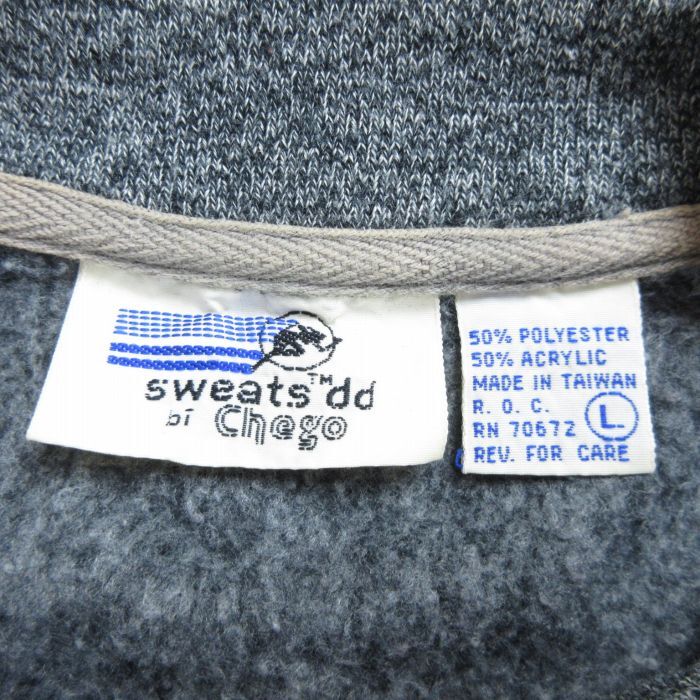 sweats™dd
bi Chego
50% POLYESTER
50% ACRYLIC
MADE IN TAIWAN
R. O. C.
RN 70672 L
REV. FOR CARE